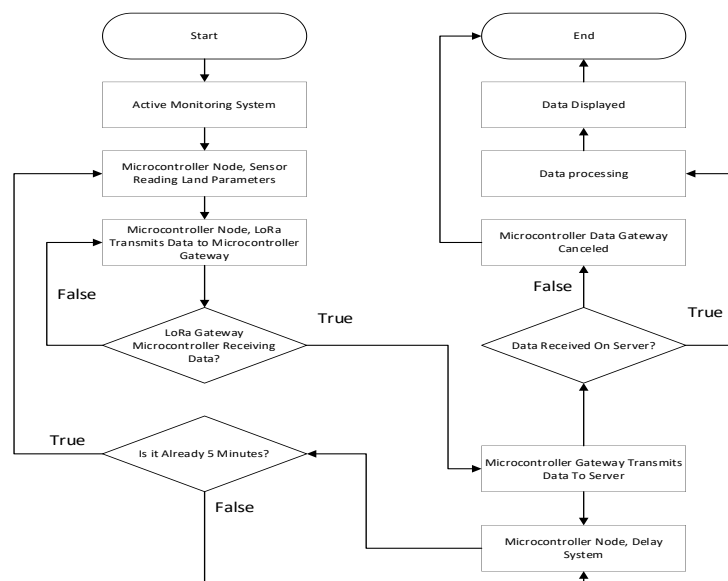 Start
Active Monitoring System
Microcontroller Node, Sensor
Reading Land Parameters
Microcontroller Node, LoRa
Transmits Data to Microcontroller
Gateway
False
LoRa Gateway
Microcontroller Receiving
Data?
True
True
Is it Already 5 Minutes?
False
End
Data Displayed
Data processing
Microcontroller Data Gateway
Canceled
False
True
Data Received On Server?
Microcontroller Gateway Transmits
Data To Server
Microcontroller Node, Delay
System